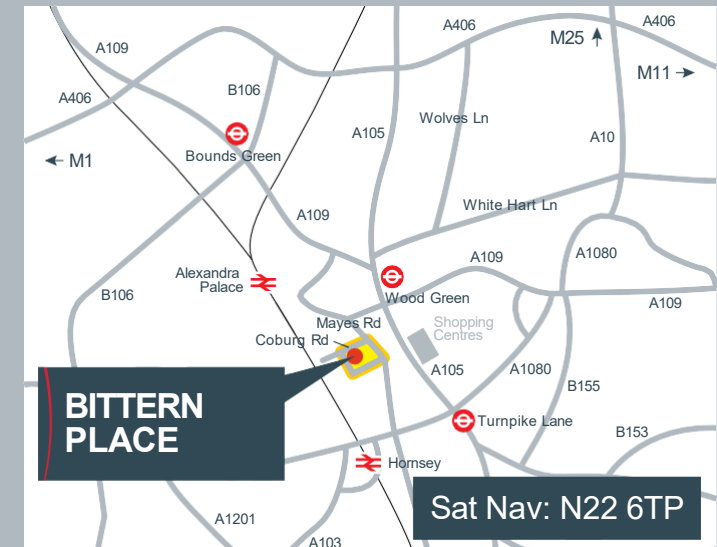 A406
A406
M25
A109
M11
A406
B106
Wolves Ln
A105
A10
Bounds Green
M1
White Hart Ln
A109
A109
A1080
Alexandra
Palace
B106
Wood Green
A109
Mayes Rd
Shopping
Centres
Coburg Rd
A105
A1080
B155
BITTERN
PLACE
Turnpike Lane
B153
Hornsey
Sat Nav: N22 6TP
A1201
A103